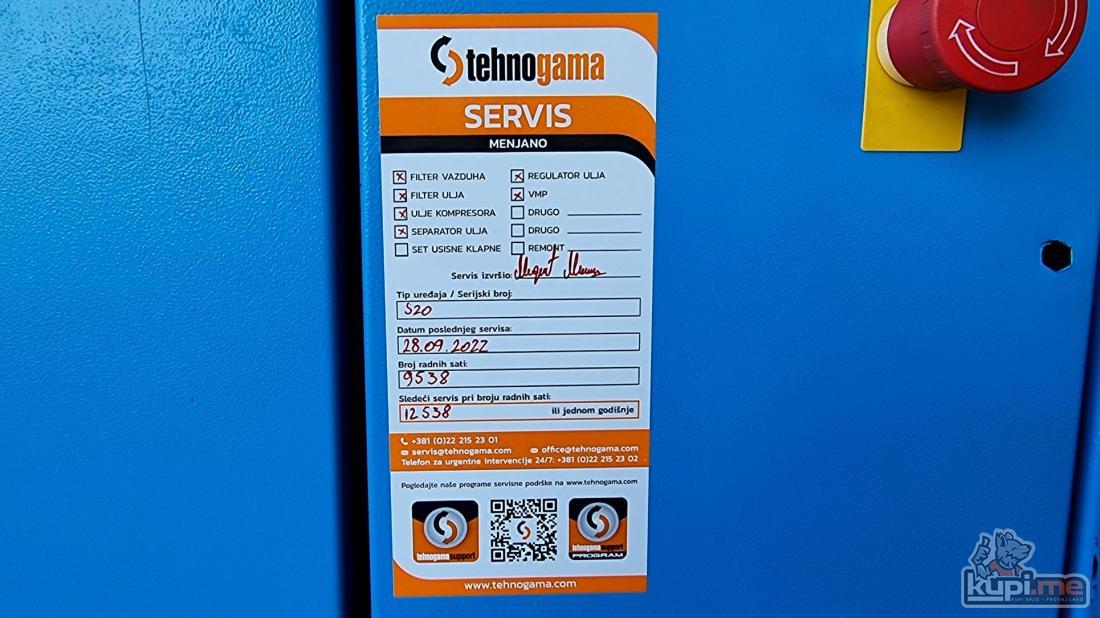 tehnogama
SERVIS
MENJANO
FILTER VAZDUHA
FILTER ULJA
ULJE KOMPRESORA
SEPARATOR ULJA
SET USISNE KLAPNE
REGULATOR ULJA
VMP
DRUGO
DRUGO
REMONT
Servis izvršio:
Tip uređaja / Serijski broj:
S20
Datum poslednjeg servisa:
28.09.2022
Broj radnih sati:
9538
Sledeći servis pri broju radnih sati:
12538 ili jednom godišnje
+381 (0)22 215 23 01
servis@tehnogama.com office@tehnogama.com
Telefon za urgentne intervencije 24/7: +381 (0)22 215 23 02
Pogledajte naše programe servisne podrške na www.tehnogama.com
tehnogama support
tehnogama support
PROGRAM
www.tehnogama.com
kupi.me
KUPI BRZO - PRODAJ LAKO